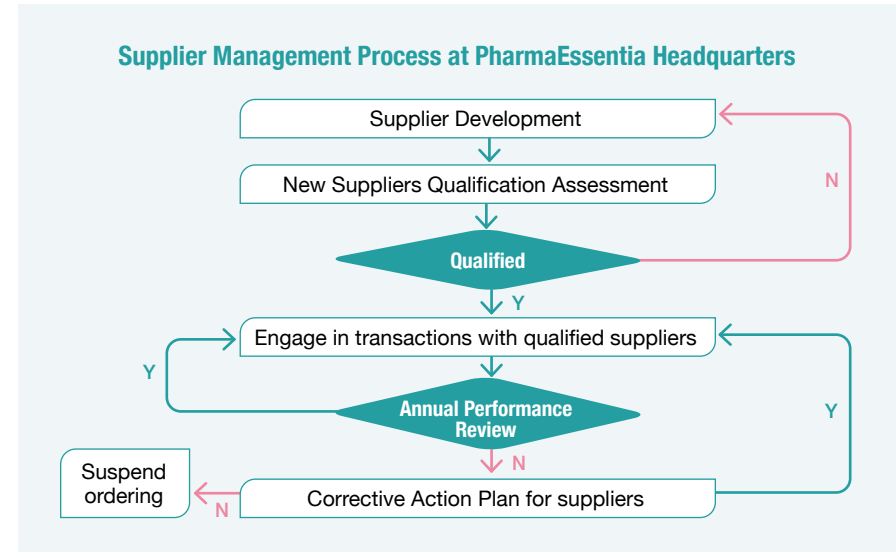 Supplier Management Process at PharmaEssentia Headquarters
Supplier Development
New Suppliers Qualification Assessment
N
Qualified
Y
Engage in transactions with qualified suppliers
Y
Annual Performance
Review
Y
N
Suspend
ordering
N
Corrective Action Plan for suppliers